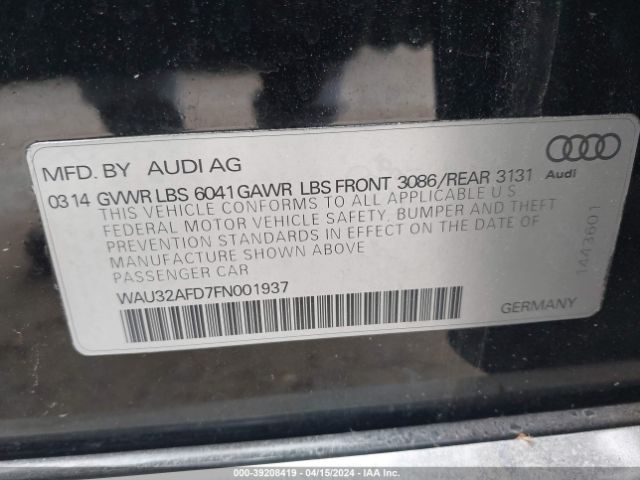 MFD. BY AUDI AG
0314 GVWR LBS 6041 GAWR LBS FRONT 3086/REAR 3131
Audi
THIS VEHICLE CONFORMS TO ALL APPLICABLE U.S.
FEDERAL MOTOR VEHICLE SAFETY, BUMPER AND THEFT
PREVENTION STANDARDS IN EFFECT ON THE DATE OF
MANUFACTURE SHOWN ABOVE
PASSENGER CAR
1443601
WAU32AFD7FN001937
GERMANY
000-39208419 - 04/15/2024 - IAA Inc.